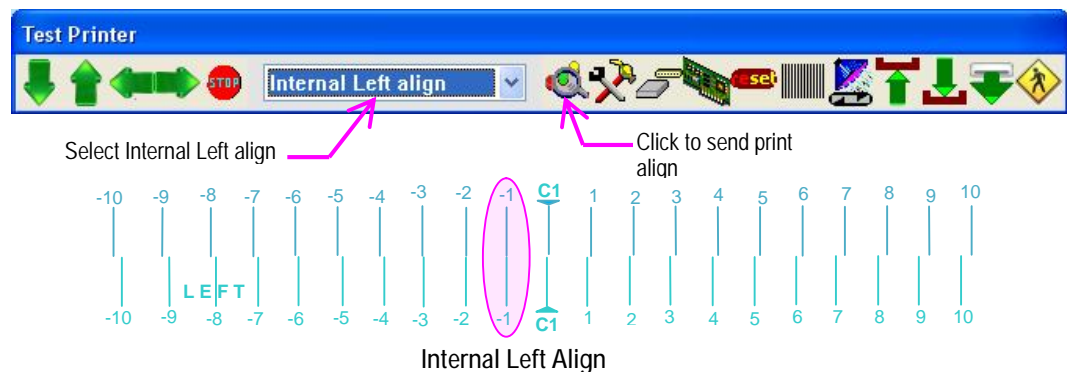 Test Printer
STOP
Internal Left align
reset
Select Internal Left align
Click to send print
align
-10 -9 -8 -7 -6 -5 -4 -3 -2 -1 C1 1 2 3 4 5 6 7 8 9 10
LEFT
-10 -9 -8 -7 -6 -5 -4 -3 -2 -1 C1 1 2 3 4 5 6 7 8 9 10
Internal Left Align